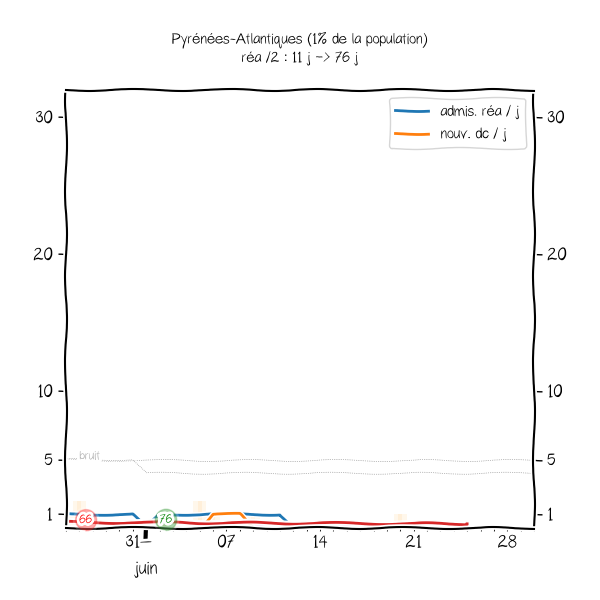 Pyrénées-Atlantiques (1% de la population)
réa /2 : 11 j -> 76 j
admis. réa / j
nouv. dc / j
30
30
20
20
10
10
5
bruit
5
1
66
76
1
31
07
14
21
28
juin